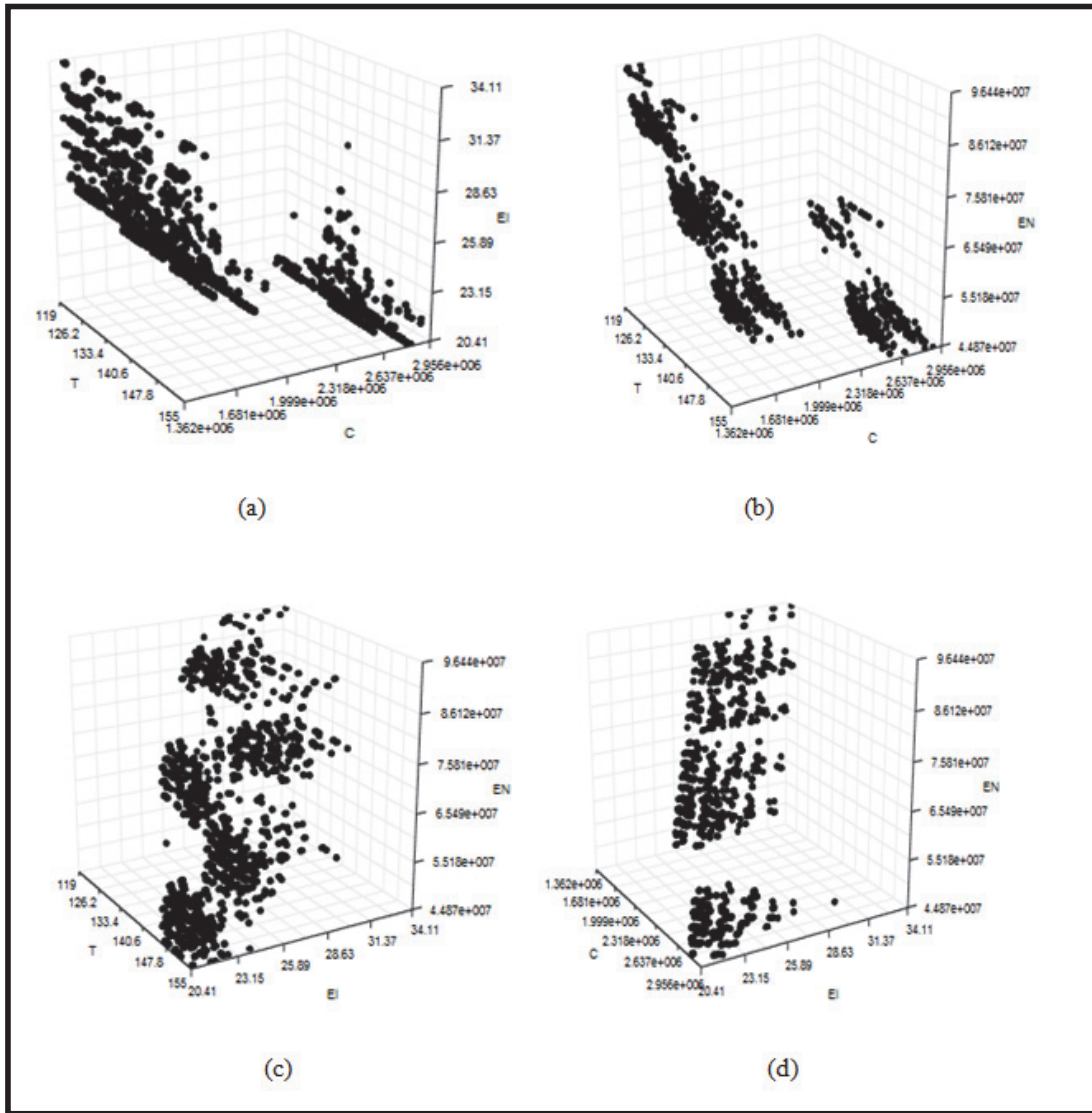 34.11
31.37
28.63
EI
25.89
23.15
20.41
119
126.2
133.4
140.6
147.8
155
T
1.362e+006
1.681e+006
1.999e+006
2.318e+006
2.637e+006
2.956e+006
C
(a)
9.644e+007
8.612e+007
7.581e+007
EN
6.549e+007
5.518e+007
4.487e+007
119
126.2
133.4
140.6
147.8
155
T
1.362e+006
1.681e+006
1.999e+006
2.318e+006
2.637e+006
2.956e+006
C
(b)
9.644e+007
8.612e+007
7.581e+007
EN
6.549e+007
5.518e+007
4.487e+007
119
126.2
133.4
140.6
147.8
155
T
20.41
23.15
25.89
28.63
31.37
34.11
EI
(c)
9.644e+007
8.612e+007
7.581e+007
EN
6.549e+007
5.518e+007
4.487e+007
1.362e+006
1.681e+006
1.999e+006
2.318e+006
2.637e+006
2.956e+006
C
20.41
23.15
25.89
28.63
31.37
34.11
EI
(d)